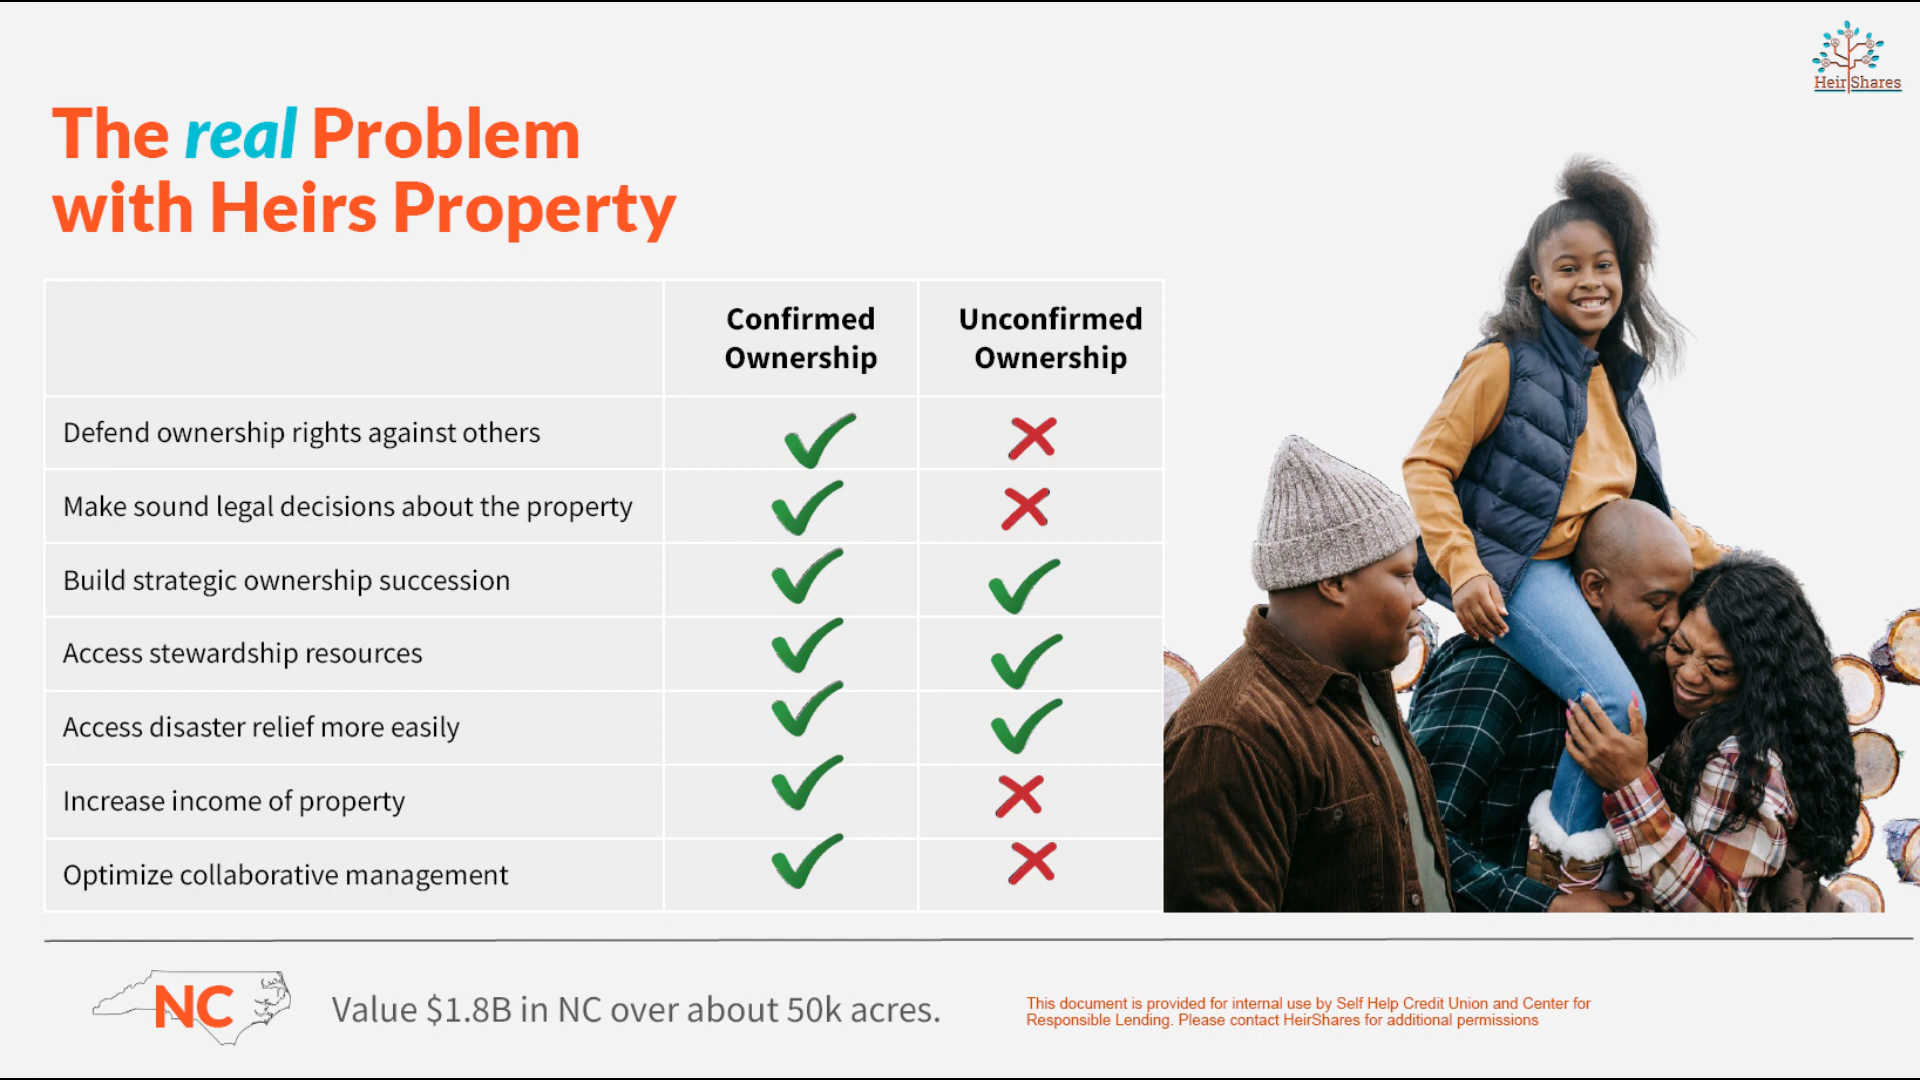 Heir Shares
The real Problem
with Heirs Property
Confirmed
Ownership
Unconfirmed
Ownership
Defend ownership rights against others
Make sound legal decisions about the property
Build strategic ownership succession
Access stewardship resources
Access disaster relief more easily
Increase income of property
Optimize collaborative management
NC
Value $1.8B in NC over about 50k acres.
This document is provided for internal use by Self Help Credit Union and Center for
Responsible Lending. Please contact HeirShares for additional permissions